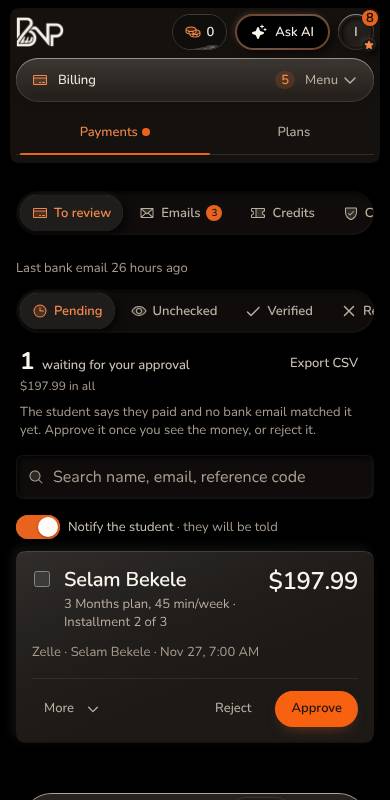 BNP
0
Ask AI
I
8
Billing
5
Menu
Payments
Plans
To review
Emails
3
Credits
Last bank email 26 hours ago
Pending
Unchecked
Verified
1 waiting for your approval
Export CSV
$197.99 in all
The student says they paid and no bank email matched it
yet. Approve it once you see the money, or reject it.
Search name, email, reference code
Notify the student · they will be told
Selam Bekele
$197.99
3 Months plan, 45 min/week ·
Installment 2 of 3
Zelle · Selam Bekele · Nov 27, 7:00 AM
More
Reject
Approve